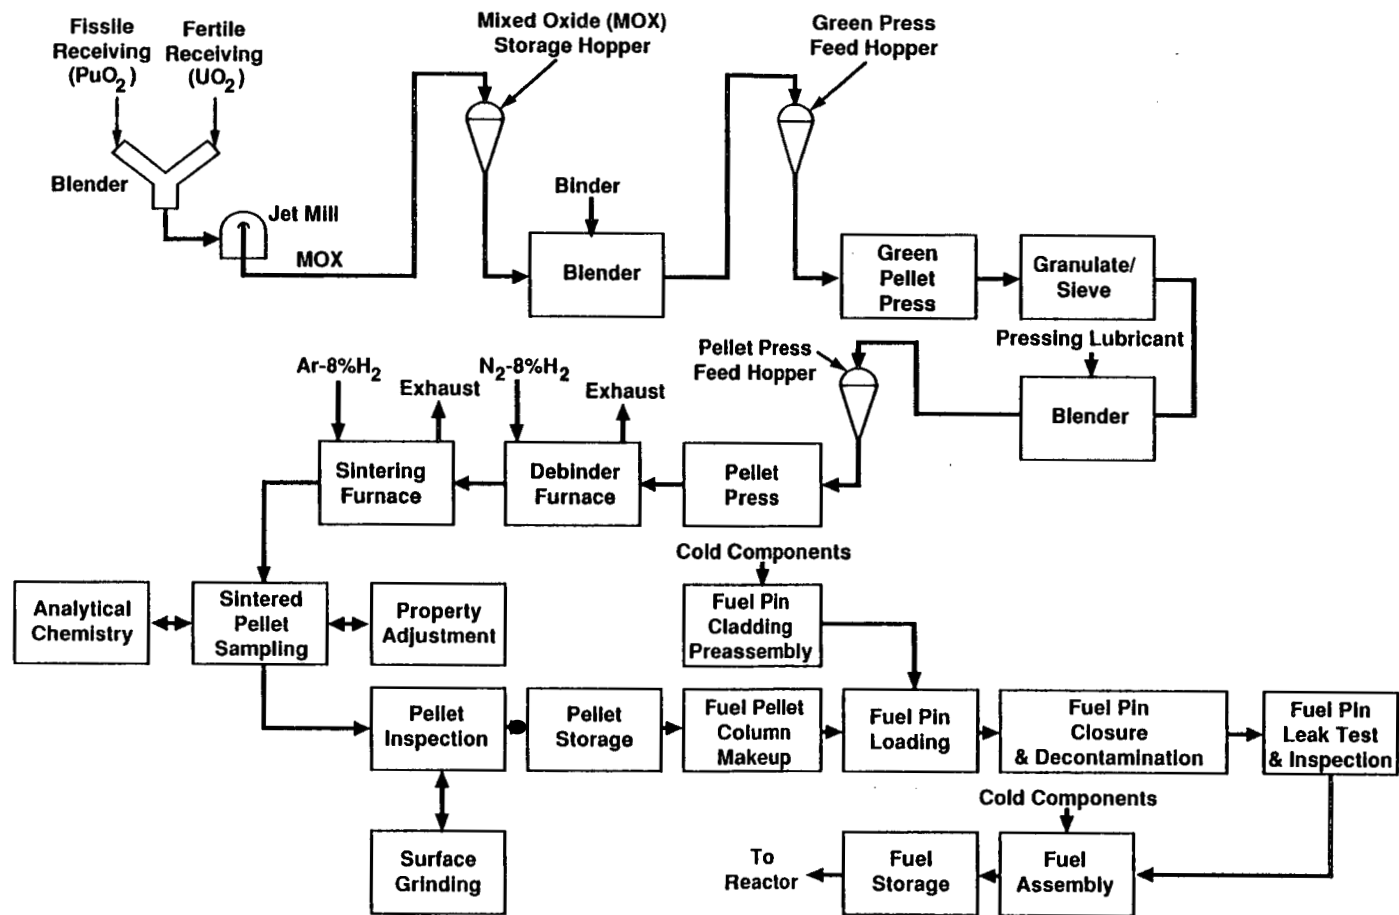 Fissile
Receiving
(PuO2)
Fertile
Receiving
(UO2)
Mixed Oxide (MOX)
Storage Hopper
Green Press
Feed Hopper
Blender
Jet Mill
MOX
Binder
Blender
Green
Pellet
Press
Granulate/
Sieve
Pressing Lubricant
Blender
Pellet Press
Feed Hopper
Ar-8%H2
Exhaust
N2-8%H2
Exhaust
Sintering
Furnace
Debinder
Furnace
Pellet
Press
Cold Components
Analytical
Chemistry
Sintered
Pellet
Sampling
Property
Adjustment
Fuel Pin
Cladding
Preassembly
Pellet
Inspection
Pellet
Storage
Fuel Pellet
Column
Makeup
Fuel Pin
Loading
Fuel Pin
Closure
& Decontamination
Fuel Pin
Leak Test
& Inspection
Cold Components
Surface
Grinding
To
Reactor
Fuel
Storage
Fuel
Assembly